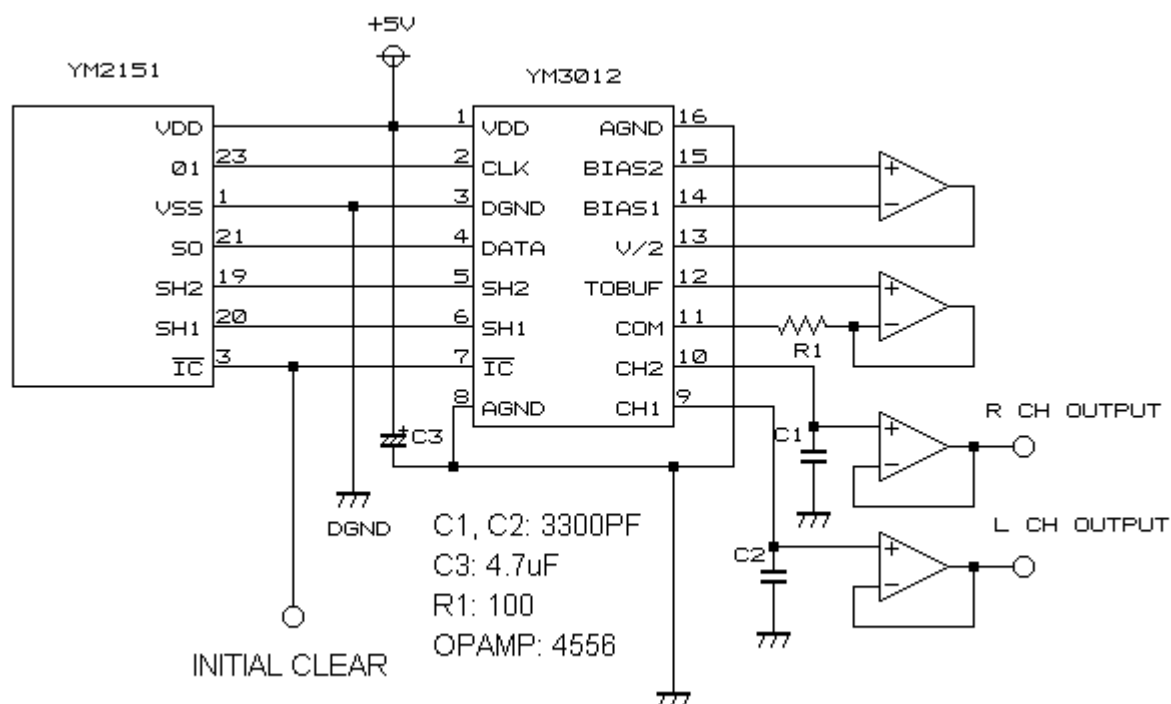 +5V
YM2151
YM3012
VDD
1
VDD
AGND
16
Ø1
23
2
CLK
BIAS2
15
+
VSS
1
3
DGND
BIAS1
14
−
SO
21
4
DATA
V/2
13
SH2
19
5
SH2
TOBUF
12
+
SH1
20
6
SH1
COM
11
−
R1
IC
3
7
IC
CH2
10
8
AGND
CH1
9
+
C3
C1
+
−
R CH OUTPUT
DGND
C2
+
−
L CH OUTPUT
C1, C2: 3300PF
C3: 4.7uF
R1: 100
OPAMP: 4556
INITIAL CLEAR